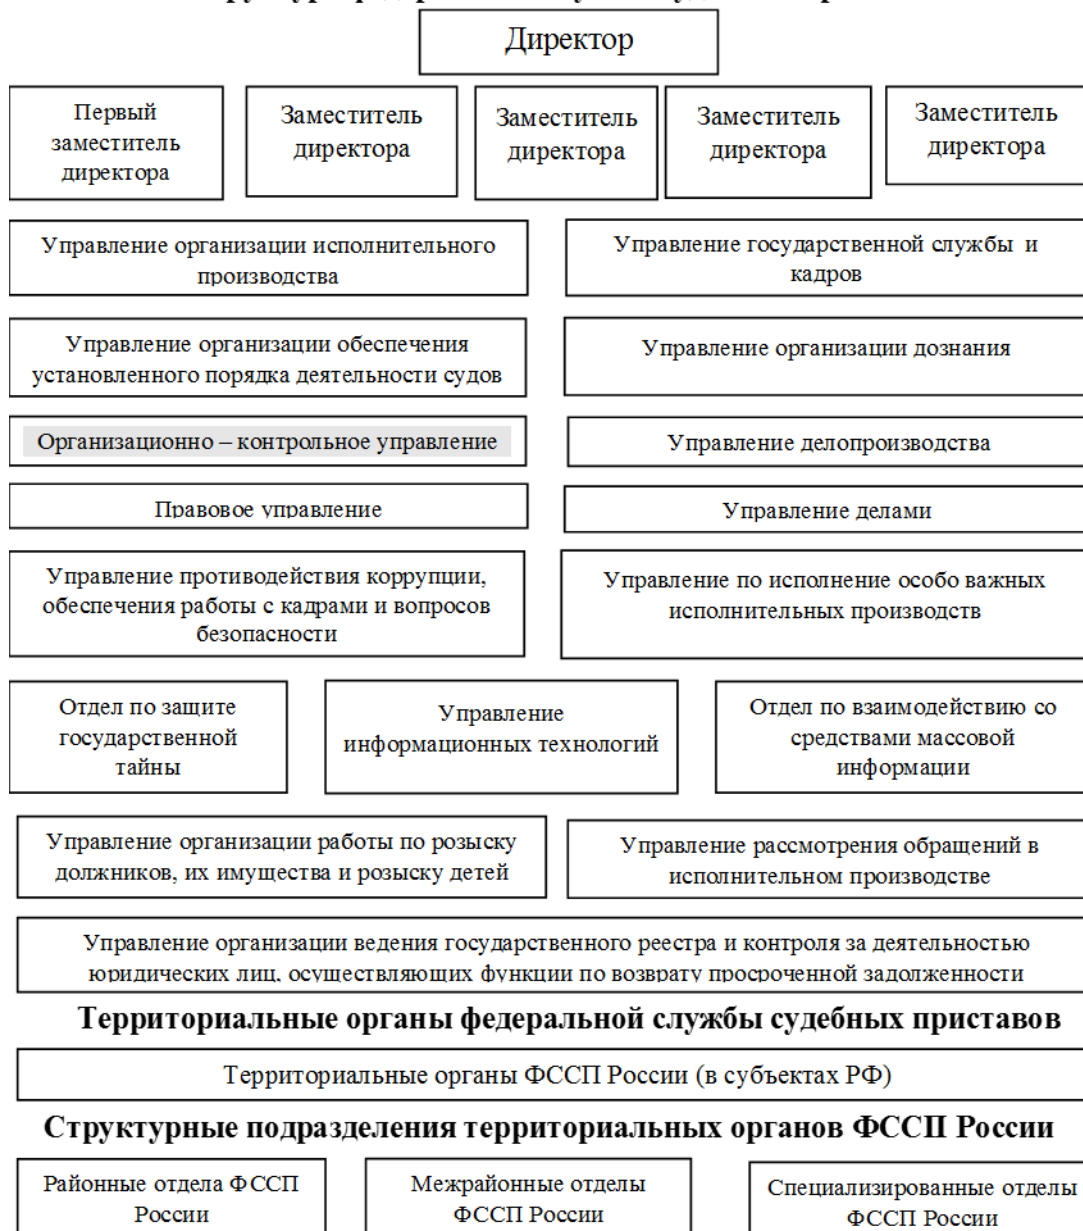 Директор
Первый
заместитель
директора
Заместитель
директора
Заместитель
директора
Заместитель
директора
Заместитель
директора
Управление организации исполнительного
производства
Управление государственной службы и
кадров
Управление организации обеспечения
установленного порядка деятельности судов
Управление организации дознания
Организационно – контрольное управление
Управление делопроизводства
Правовое управление
Управление делами
Управление противодействия коррупции,
обеспечения работы с кадрами и вопросов
безопасности
Управление по исполнение особо важных
исполнительных производств
Отдел по защите
государственной
тайны
Управление
информационных технологий
Отдел по взаимодействию со
средствами массовой
информации
Управление организации работы по розыску
должников, их имущества и розыску детей
Управление рассмотрения обращений в
исполнительном производстве
Управление организации ведения государственного реестра и контроля за деятельностью
юридических лиц, осуществляющих функции по возврату просроченной задолженности
Территориальные органы федеральной службы судебных приставов
Территориальные органы ФССП России (в субъектах РФ)
Структурные подразделения территориальных органов ФССП России
Районные отдела ФССП
России
Межрайонные отделы
ФССП России
Специализированные отделы
ФССП России